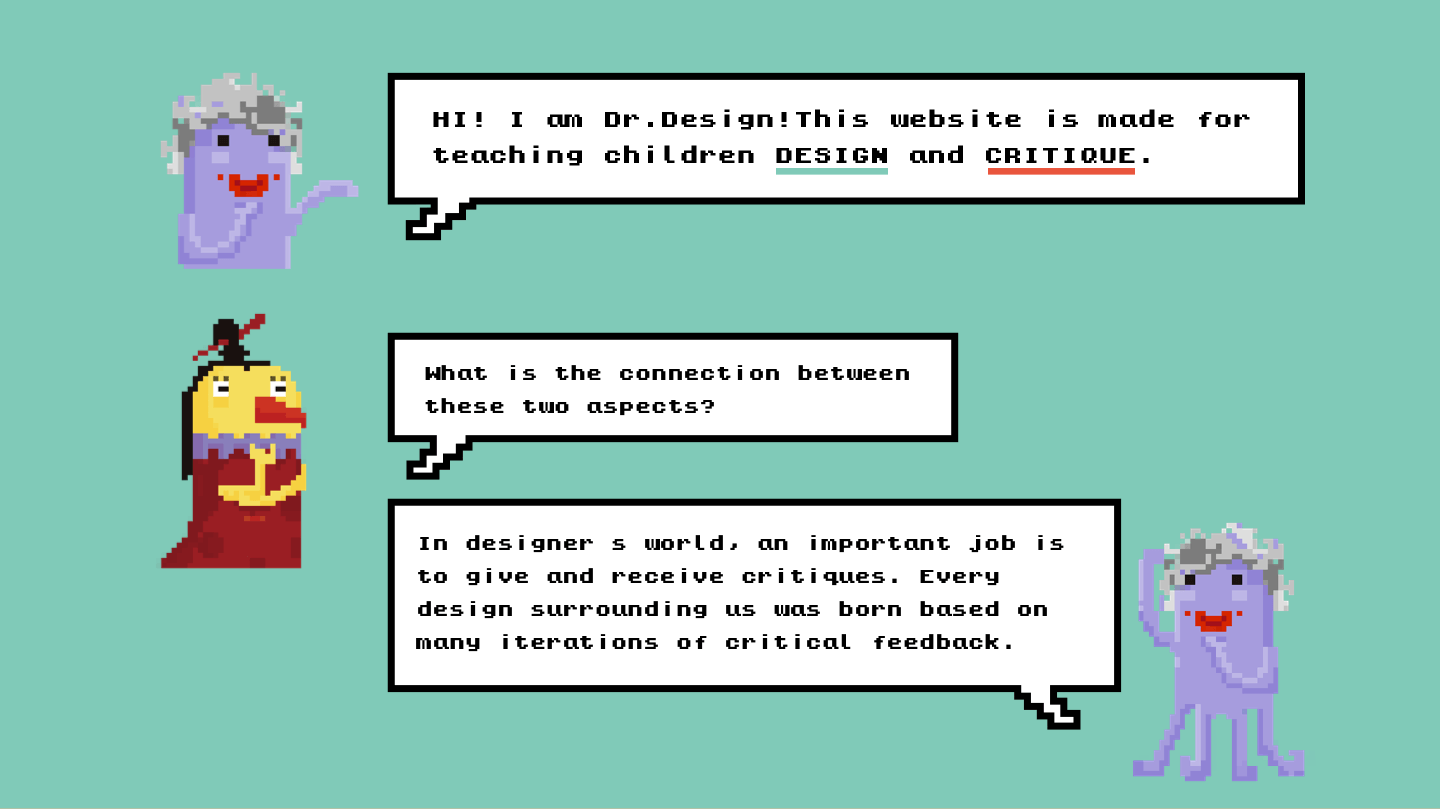 HI! I am Dr.Design!This website is made for
teaching children DESIGN and CRITIQUE.
What is the connection between
these two aspects?
In designer s world, an important job is
to give and receive critiques. Every
design surrounding us was born based on
many iterations of critical feedback.